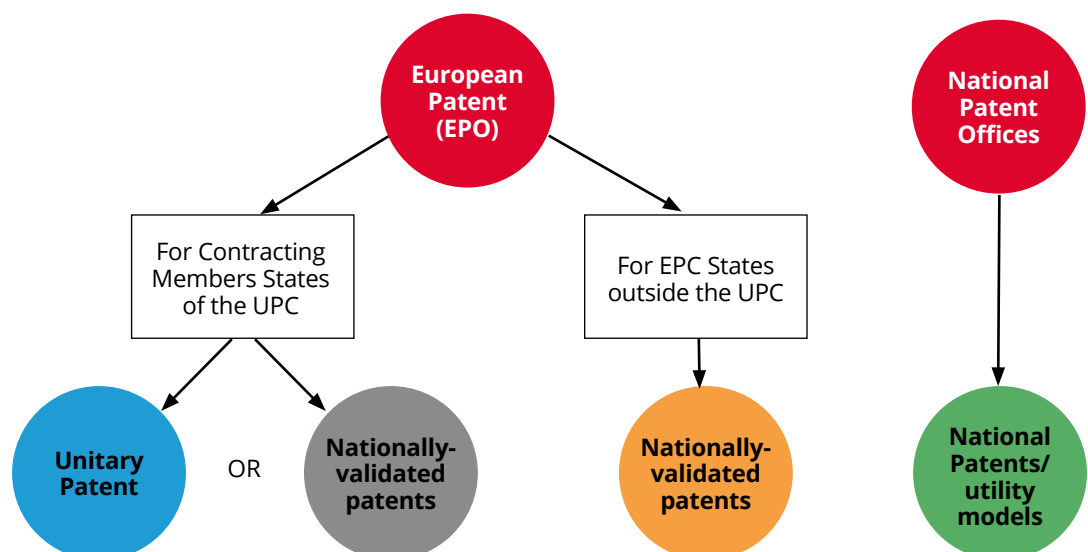 European
Patent
(EPO)
National
Patent
Offices
For Contracting
Members States
of the UPC
For EPC States
outside the UPC
Unitary
Patent
OR
Nationally-
validated
patents
Nationally-
validated
patents
National
Patents/
utility
models